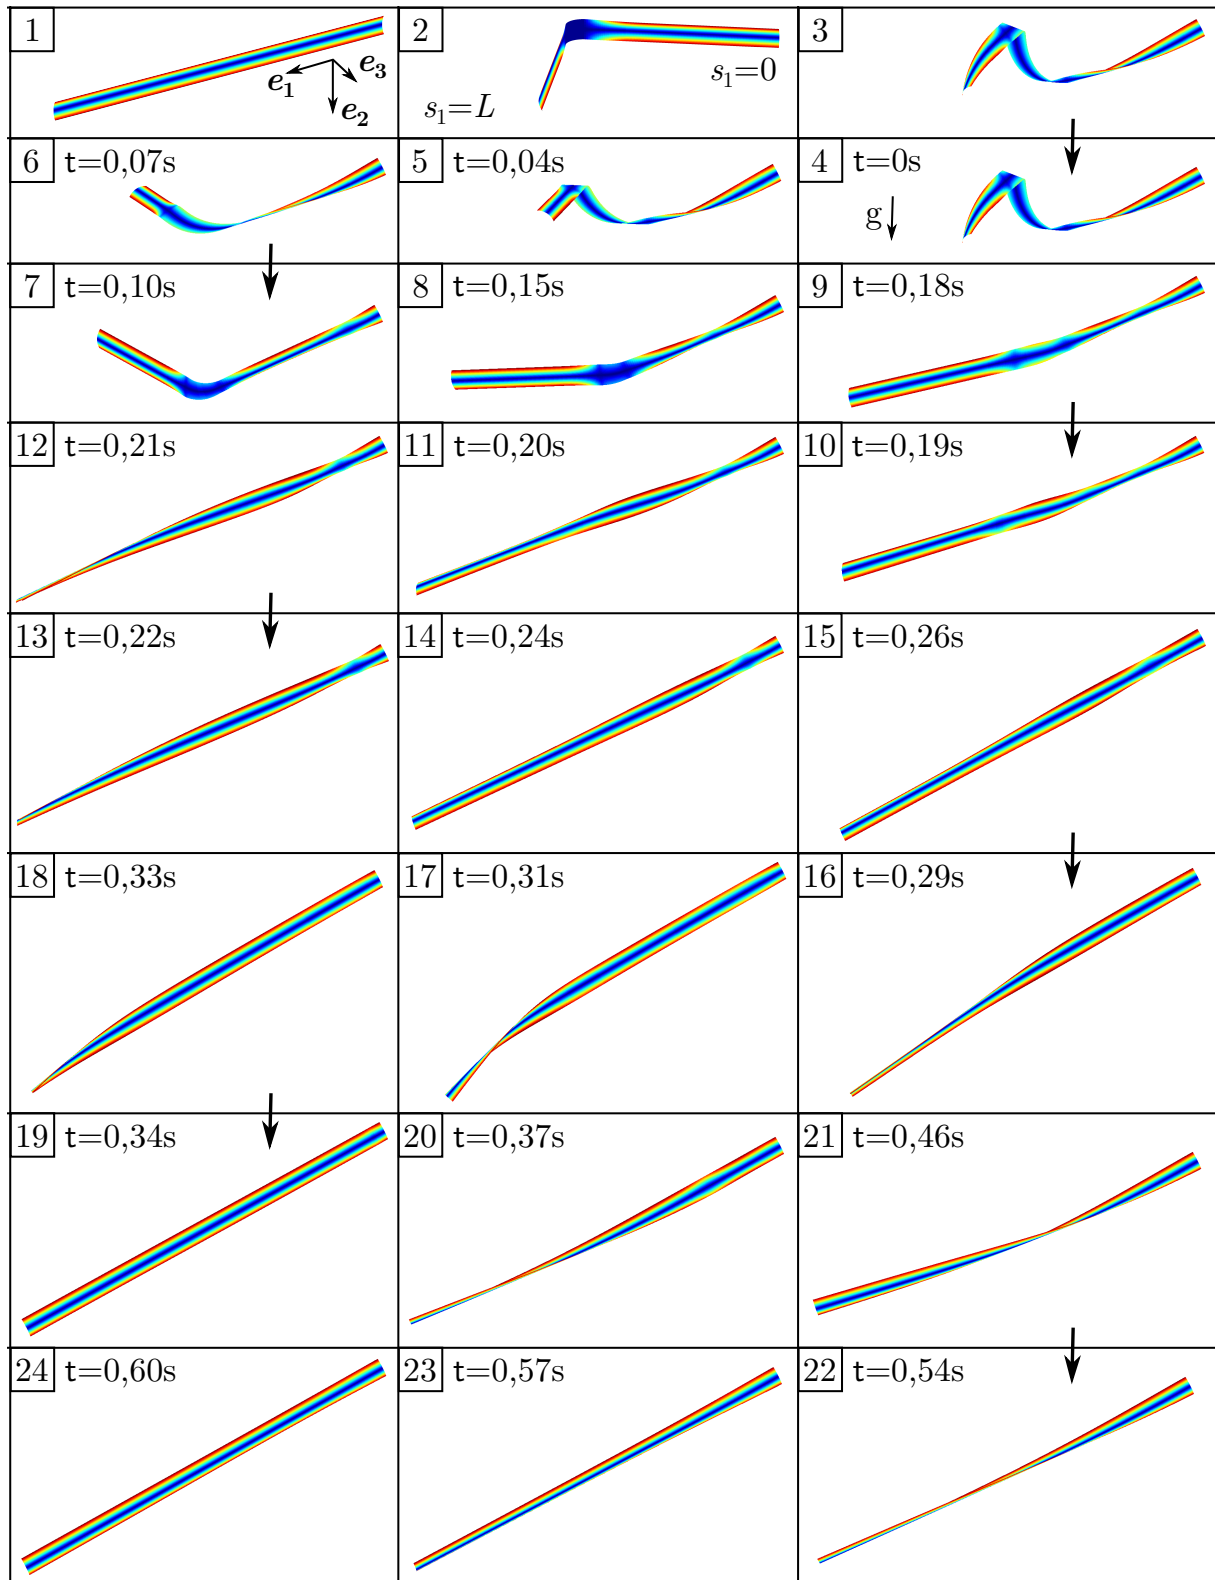 1
e1
e2
e3
2
s1=L
s1=0
3
6 t=0,07s
5 t=0,04s
4 t=0s
g
7 t=0,10s
8 t=0,15s
9 t=0,18s
12 t=0,21s
11 t=0,20s
10 t=0,19s
13 t=0,22s
14 t=0,24s
15 t=0,26s
18 t=0,33s
17 t=0,31s
16 t=0,29s
19 t=0,34s
20 t=0,37s
21 t=0,46s
24 t=0,60s
23 t=0,57s
22 t=0,54s